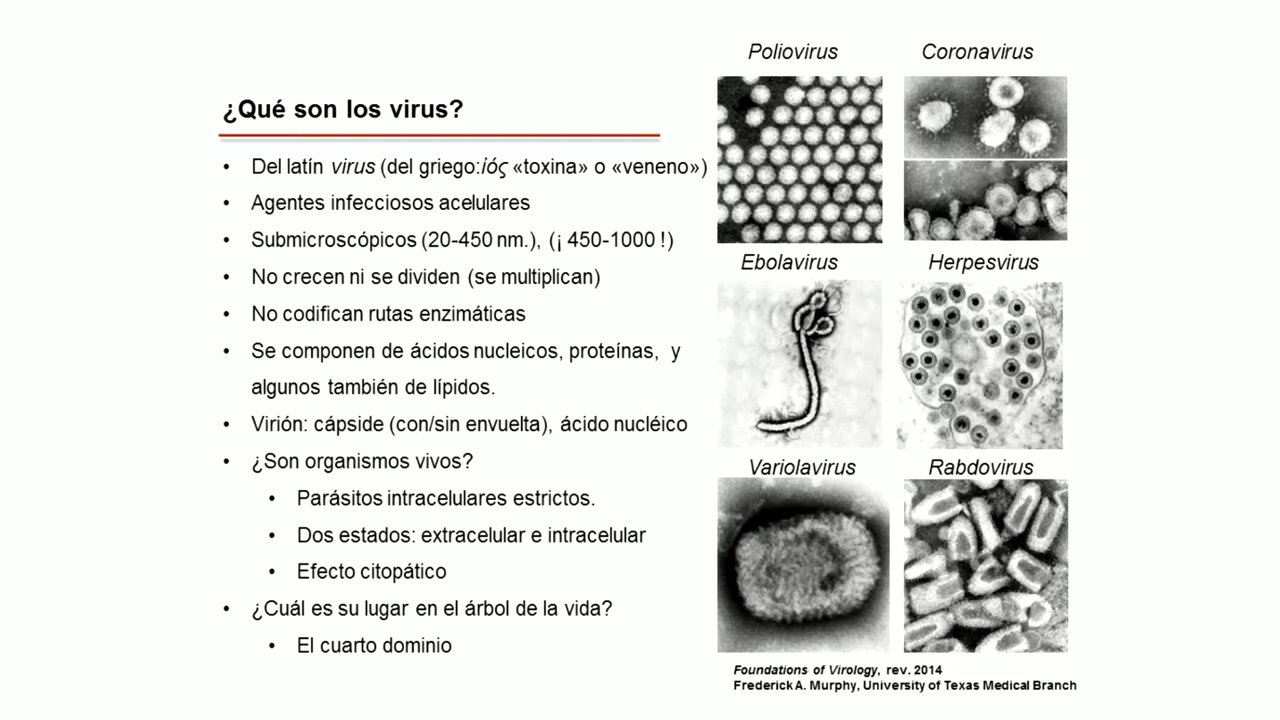 ¿Qué son los virus?
• Del latín virus (del griego:ιός «toxina» o «veneno»)
• Agentes infecciosos acelulares
• Submicroscópicos (20-450 nm.), (¡ 450-1000 !)
• No crecen ni se dividen (se multiplican)
• No codifican rutas enzimáticas
• Se componen de ácidos nucleicos, proteínas, y
algunos también de lípidos.
• Virión: cápside (con/sin envuelta), ácido nucléico
• ¿Son organismos vivos?
• Parásitos intracelulares estrictos.
• Dos estados: extracelular e intracelular
• Efecto citopático
• ¿Cuál es su lugar en el árbol de la vida?
• El cuarto dominio
Poliovirus
Coronavirus
Ebolavirus
Herpesvirus
Variolavirus
Rabdovirus
Foundations of Virology, rev. 2014
Frederick A. Murphy, University of Texas Medical Branch